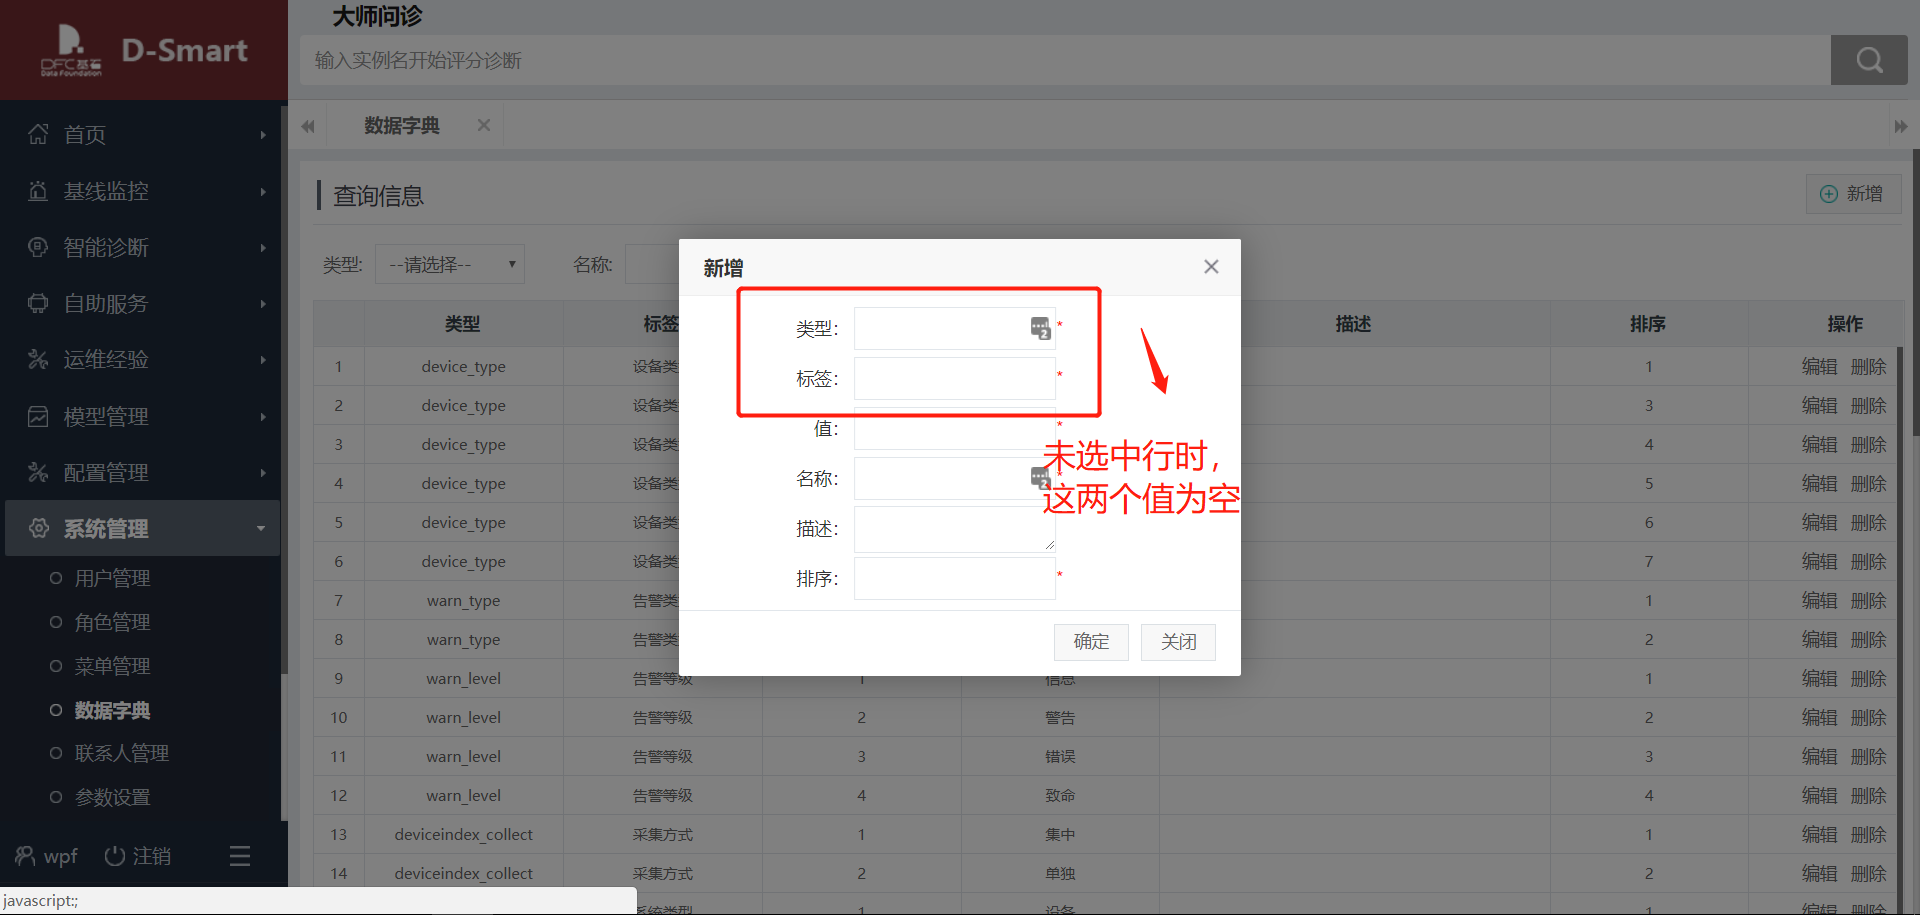 大师问诊
DFC基石
Data Foundation
D-Smart
输入实例名开始评分诊断
首页
基线监控
智能诊断
自助服务
运维经验
模型管理
配置管理
系统管理
用户管理
角色管理
菜单管理
数据字典
联系人管理
参数设置
wpf 注销
javascript:;
数据字典
查询信息
新增
类型: --请选择-- 名称:
类型 标签 描述 排序 操作
1 device_type 设备类 1 编辑 删除
2 device_type 设备类 3 编辑 删除
3 device_type 设备类 4 编辑 删除
4 device_type 设备类 5 编辑 删除
5 device_type 设备类 6 编辑 删除
6 device_type 设备类 7 编辑 删除
7 warn_type 告警类 1 编辑 删除
8 warn_type 告警类 2 编辑 删除
9 warn_level 告警等级 1 信息 1 编辑 删除
10 warn_level 告警等级 2 警告 2 编辑 删除
11 warn_level 告警等级 3 错误 3 编辑 删除
12 warn_level 告警等级 4 致命 4 编辑 删除
13 deviceindex_collect 采集方式 1 集中 1 编辑 删除
14 deviceindex_collect 采集方式 2 单独 2 编辑 删除
系统类型 1 设备 1 编辑 删除
新增
类型： 2 *
标签： *
值： *
名称： 2 *
描述：
排序： *
确定 关闭
未选中行时，
这两个值为空